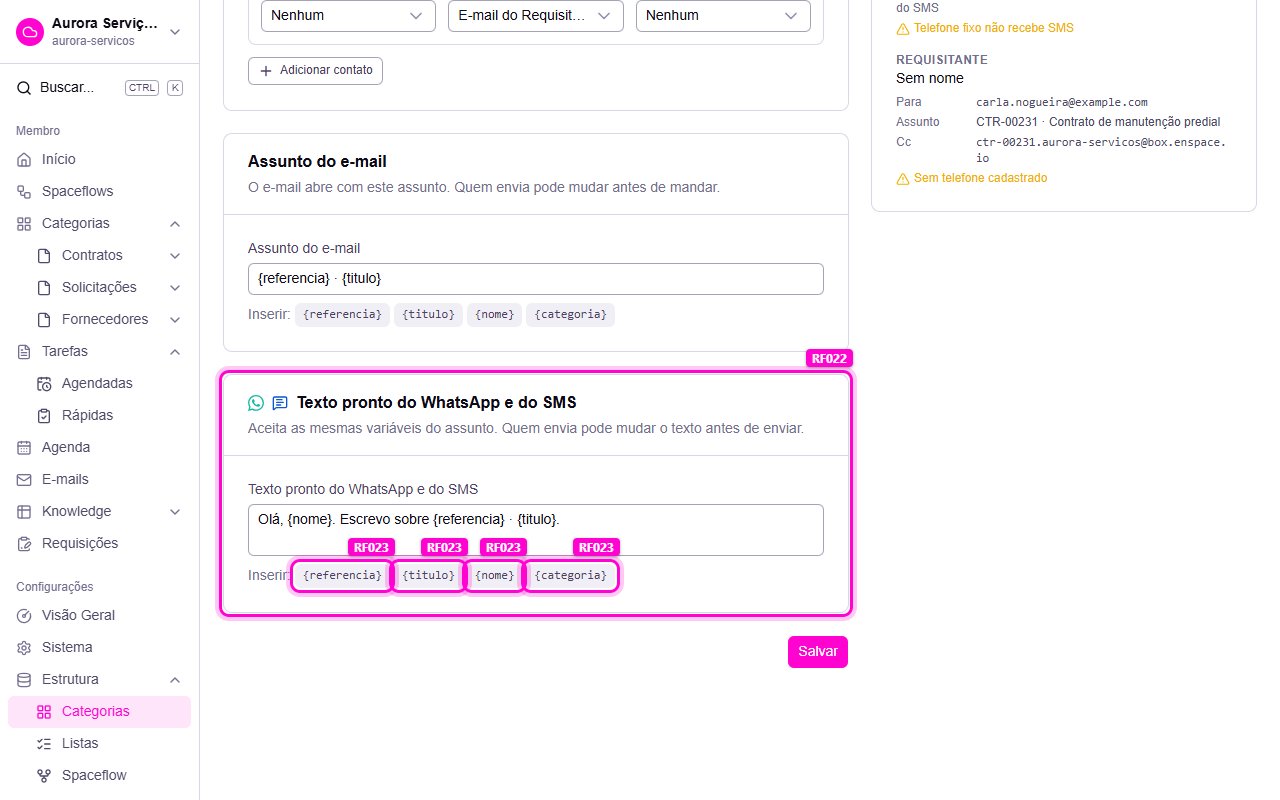 Aurora Serviç...
aurora-servicos
Buscar...
CTRL
K
Membro
Início
Spaceflows
Categorias
Contratos
Solicitações
Fornecedores
Tarefas
Agendadas
Rápidas
Agenda
E-mails
Knowledge
Requisições
Configurações
Visão Geral
Sistema
Estrutura
Categorias
Listas
Spaceflow
Nenhum
E-mail do Requisit...
Nenhum
Adicionar contato
Assunto do e-mail
O e-mail abre com este assunto. Quem envia pode mudar antes de mandar.
Assunto do e-mail
{referencia} · {titulo}
Inserir: {referencia} {titulo} {nome} {categoria}
RF022
Texto pronto do WhatsApp e do SMS
Aceita as mesmas variáveis do assunto. Quem envia pode mudar o texto antes de enviar.
Texto pronto do WhatsApp e do SMS
Olá, {nome}. Escrevo sobre {referencia} · {titulo}.
RF023 RF023 RF023 RF023
Inserir: {referencia} {titulo} {nome} {categoria}
Salvar
do SMS
Telefone fixo não recebe SMS
REQUISITANTE
Sem nome
Para carla.nogueira@example.com
Assunto CTR-00231 · Contrato de manutenção predial
Cc ctr-00231.aurora-servicos@box.enspace.
io
Sem telefone cadastrado